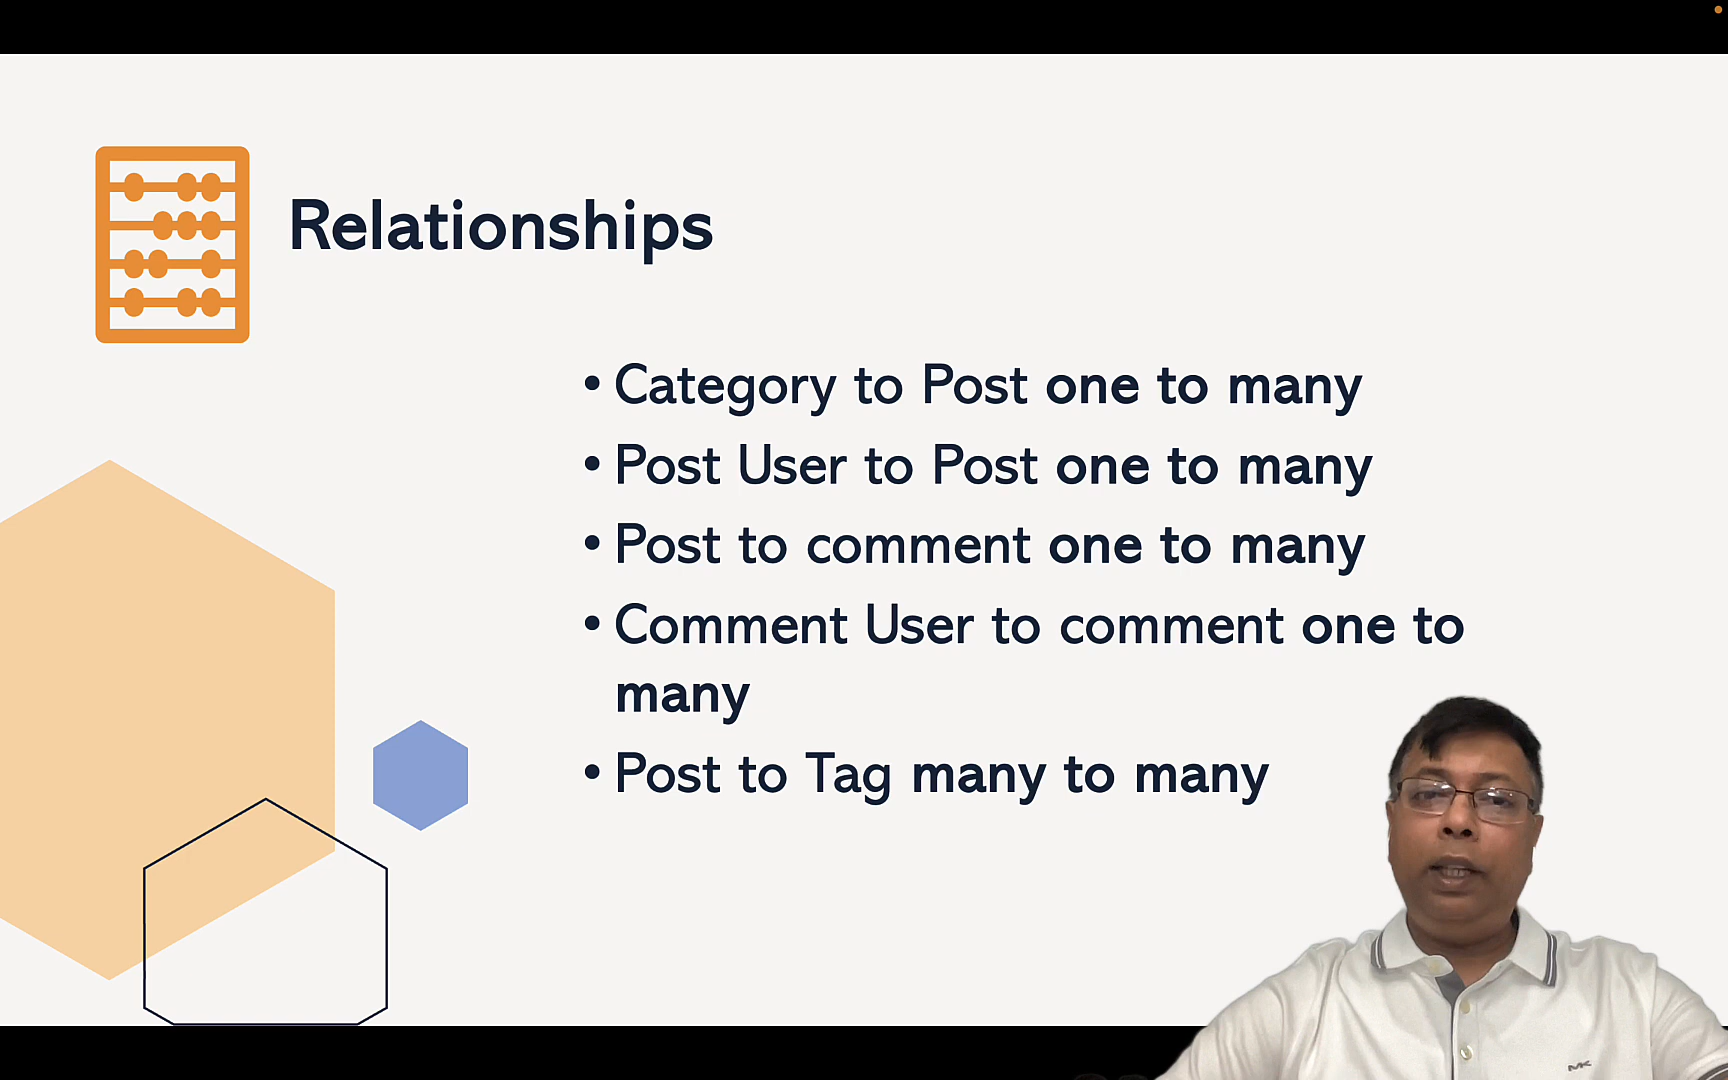 Relationships
• Category to Post one to many
• Post User to Post one to many
• Post to comment one to many
• Comment User to comment one to
many
• Post to Tag many to many
MK